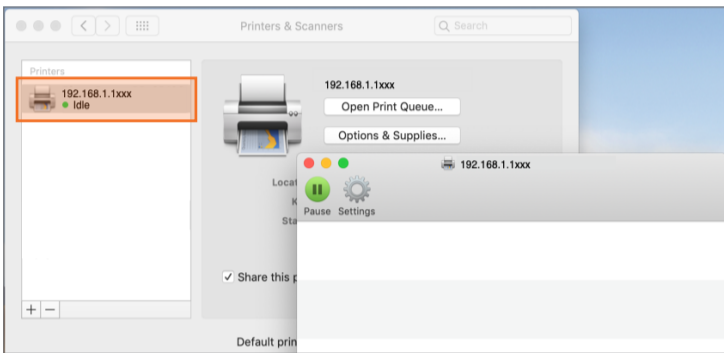 Printers & Scanners
Search
Printers
192.168.1.1xxx
Idle
192.168.1.1xxx
Open Print Queue...
Options & Supplies...
192.168.1.1xxx
Pause Settings
Locat
K
Sta
Share this p
+ −
Default prin